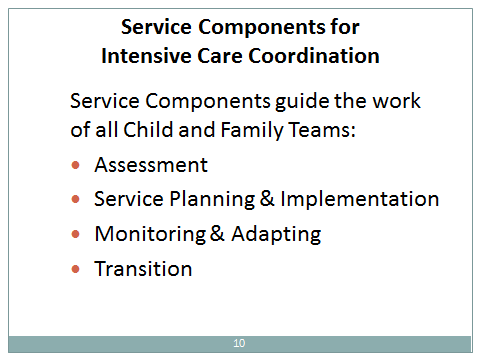 Service Components for
Intensive Care Coordination
Service Components guide the work
of all Child and Family Teams:
• Assessment
• Service Planning & Implementation
• Monitoring & Adapting
• Transition
10